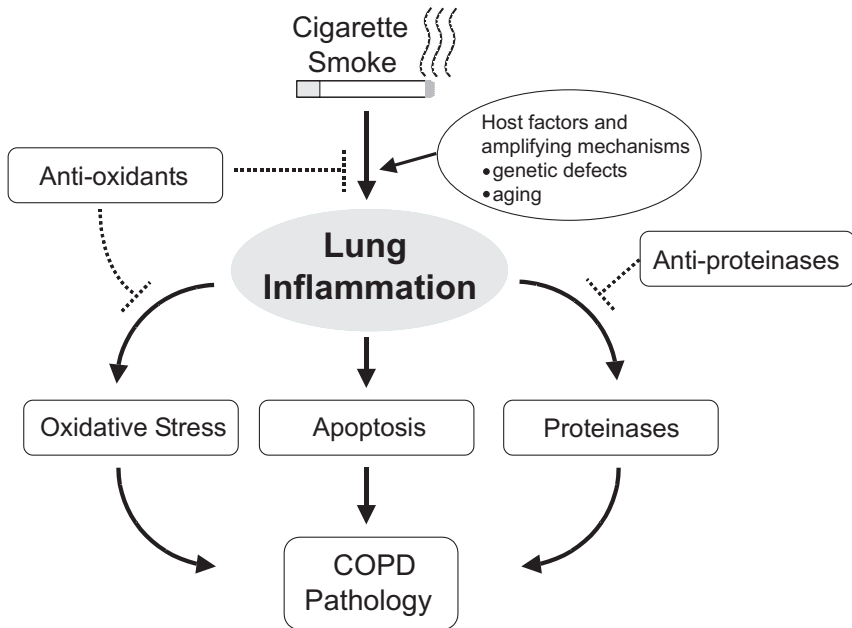 Cigarette
Smoke
Host factors and
amplifying mechanisms
•genetic defects
•aging
Anti-oxidants
Lung
Inflammation
Anti-proteinases
Oxidative Stress
Apoptosis
Proteinases
COPD
Pathology